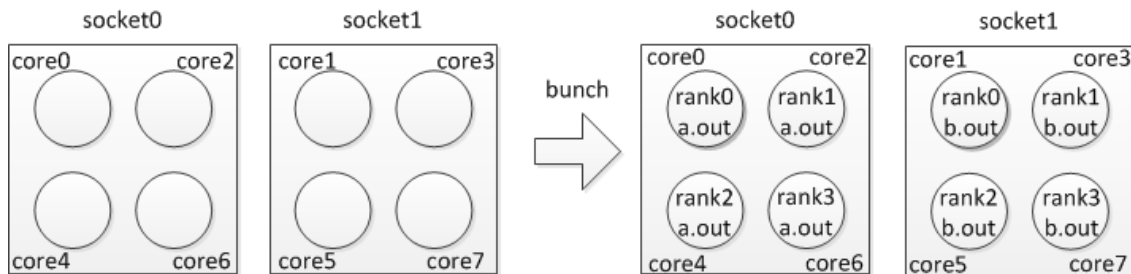 socket0 socket1 socket0 socket1
core0 core2 core1 core3 core0 core2 core1 core3
bunch
rank0 rank1 rank0 rank1
a.out a.out b.out b.out
rank2 rank3 rank2 rank3
a.out a.out b.out b.out
core4 core6 core5 core7 core4 core6 core5 core7